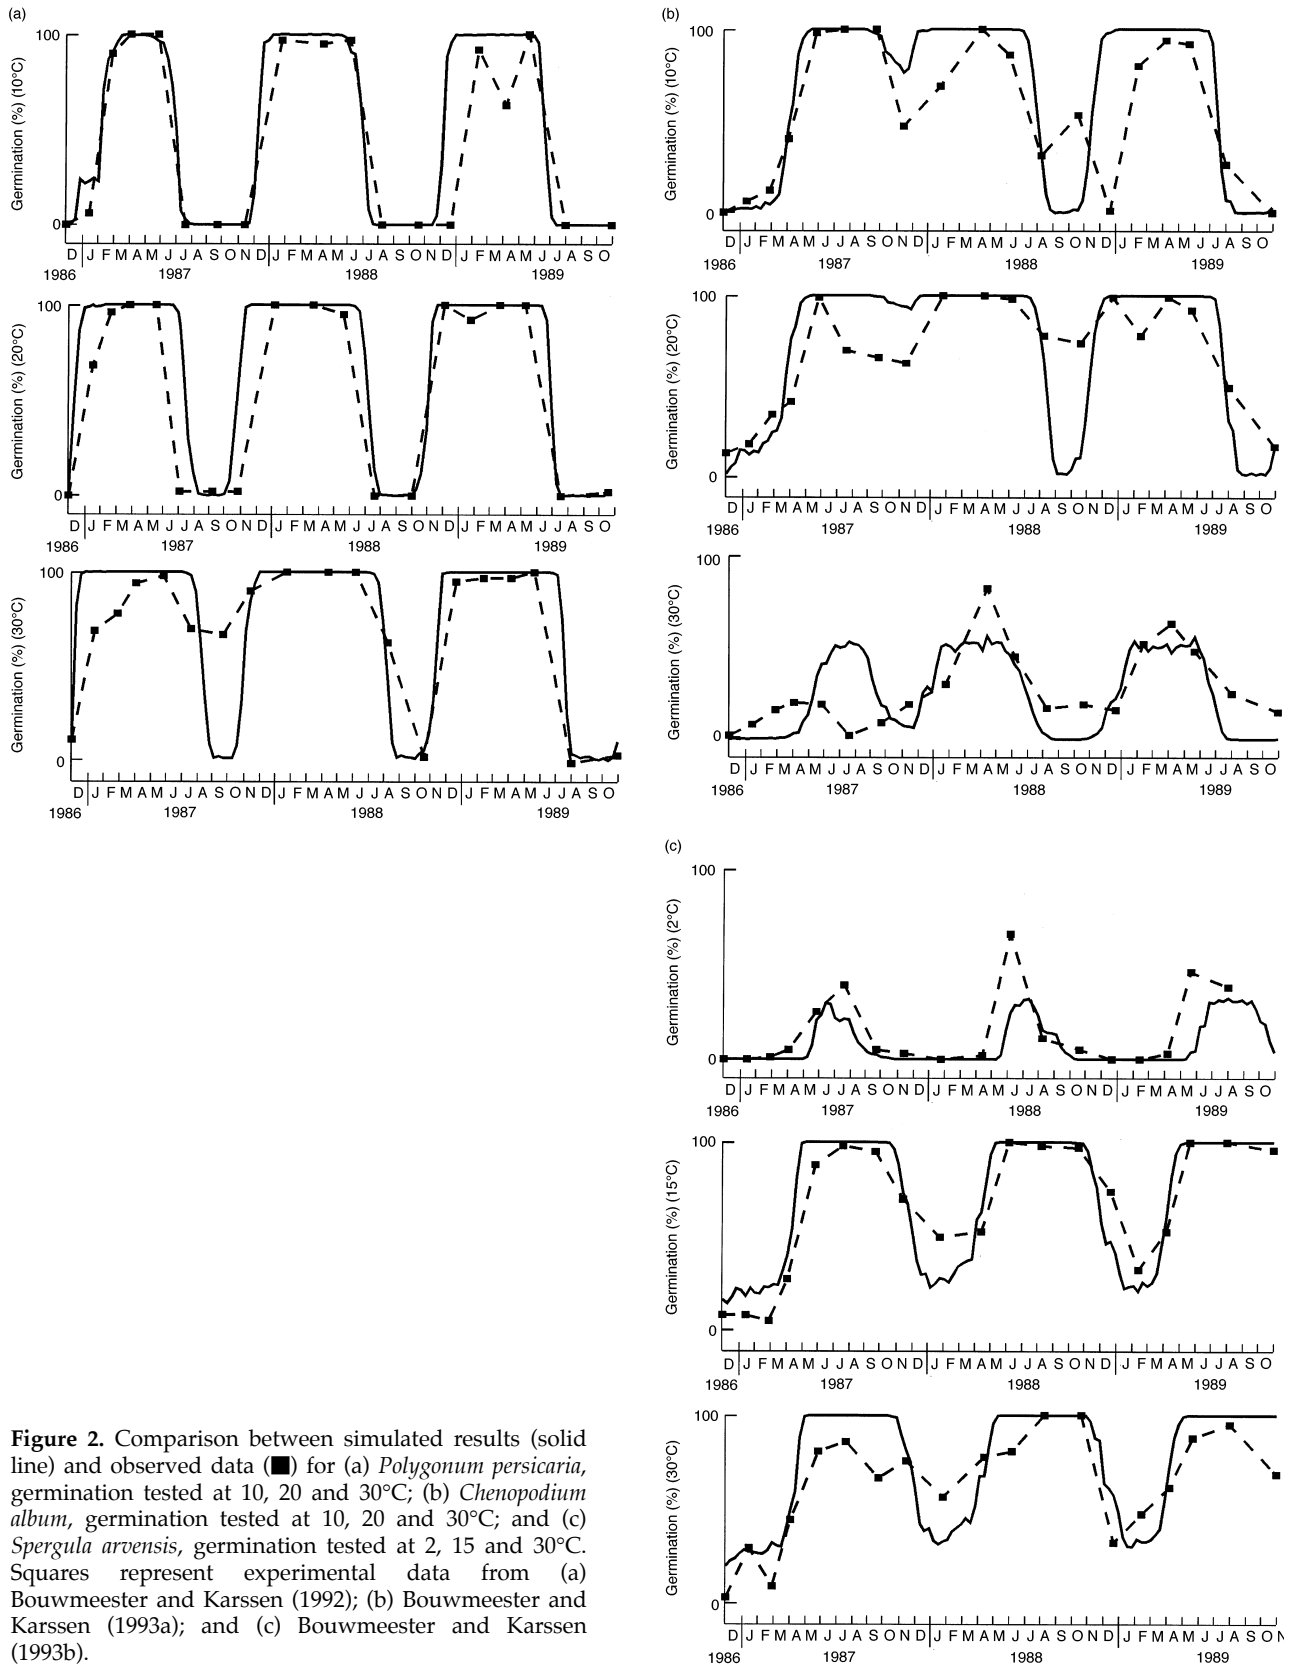 (a)
100
0
Germination (%) (10°C)
D J F M A M J J A S O N D J F M A M J J A S O N D J F M A M J J A S O
1986 1987 1988 1989
100
0
Germination (%) (20°C)
D J F M A M J J A S O N D J F M A M J J A S O N D J F M A M J J A S O
1986 1987 1988 1989
100
0
Germination (%) (30°C)
D J F M A M J J A S O N D J F M A M J J A S O N D J F M A M J J A S O
1986 1987 1988 1989
(b)
100
0
Germination (%) (10°C)
D J F M A M J J A S O N D J F M A M J J A S O N D J F M A M J J A S O
1986 1987 1988 1989
100
0
Germination (%) (20°C)
D J F M A M J J A S O N D J F M A M J J A S O N D J F M A M J J A S O
1986 1987 1988 1989
100
0
Germination (%) (30°C)
D J F M A M J J A S O N D J F M A M J J A S O N D J F M A M J J A S O
1986 1987 1988 1989
(c)
100
0
Germination (%) (2°C)
D J F M A M J J A S O N D J F M A M J J A S O N D J F M A M J J A S O
1986 1987 1988 1989
100
0
Germination (%) (15°C)
D J F M A M J J A S O N D J F M A M J J A S O N D J F M A M J J A S O
1986 1987 1988 1989
100
0
Germination (%) (30°C)
D J F M A M J J A S O N D J F M A M J J A S O N D J F M A M J J A S O N
1986 1987 1988 1989
Figure 2. Comparison between simulated results (solid
line) and observed data (■) for (a) Polygonum persicaria,
germination tested at 10, 20 and 30°C; (b) Chenopodium
album, germination tested at 10, 20 and 30°C; and (c)
Spergula arvensis, germination tested at 2, 15 and 30°C.
Squares represent experimental data from (a)
Bouwmeester and Karssen (1992); (b) Bouwmeester and
Karssen (1993a); and (c) Bouwmeester and Karssen
(1993b).